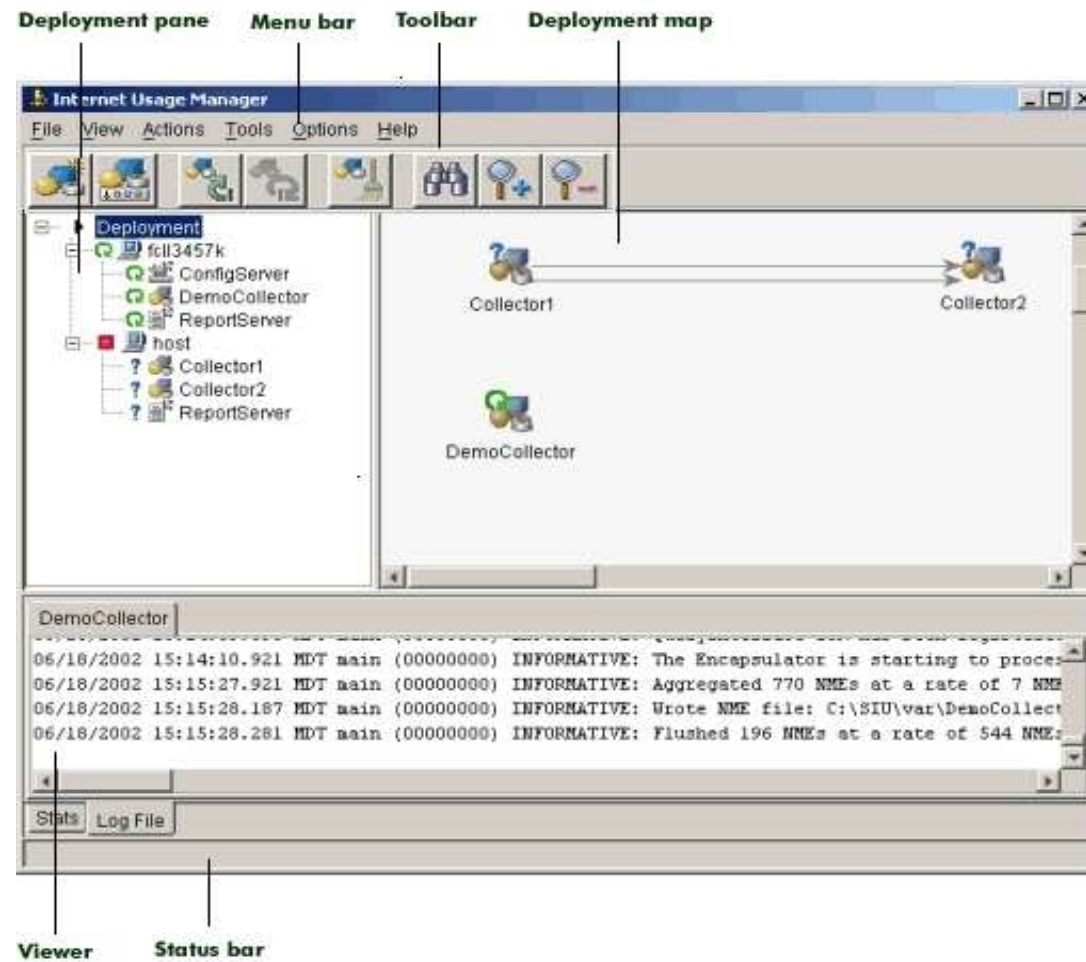 Deployment pane Menu bar Toolbar Deployment map
Internet Usage Manager
File View Actions Tools Options Help
Deployment
fcll3457k
ConfigServer
DemoCollector
ReportServer
host
Collector1
Collector2
ReportServer
Collector1 Collector2
DemoCollector
DemoCollector
06/18/2002 15:14:10.921 MDT main (00000000) INFORMATIVE: The Encapsulator is starting to proces
06/18/2002 15:15:27.921 MDT main (00000000) INFORMATIVE: Aggregated 770 NMEs at a rate of 7 NME
06/18/2002 15:15:28.187 MDT main (00000000) INFORMATIVE: Wrote NME file: C:\SIU\var\DemoCollect
06/18/2002 15:15:28.281 MDT main (00000000) INFORMATIVE: Flushed 196 NMEs at a rate of 544 NMEs
Stats Log File
Viewer Status bar